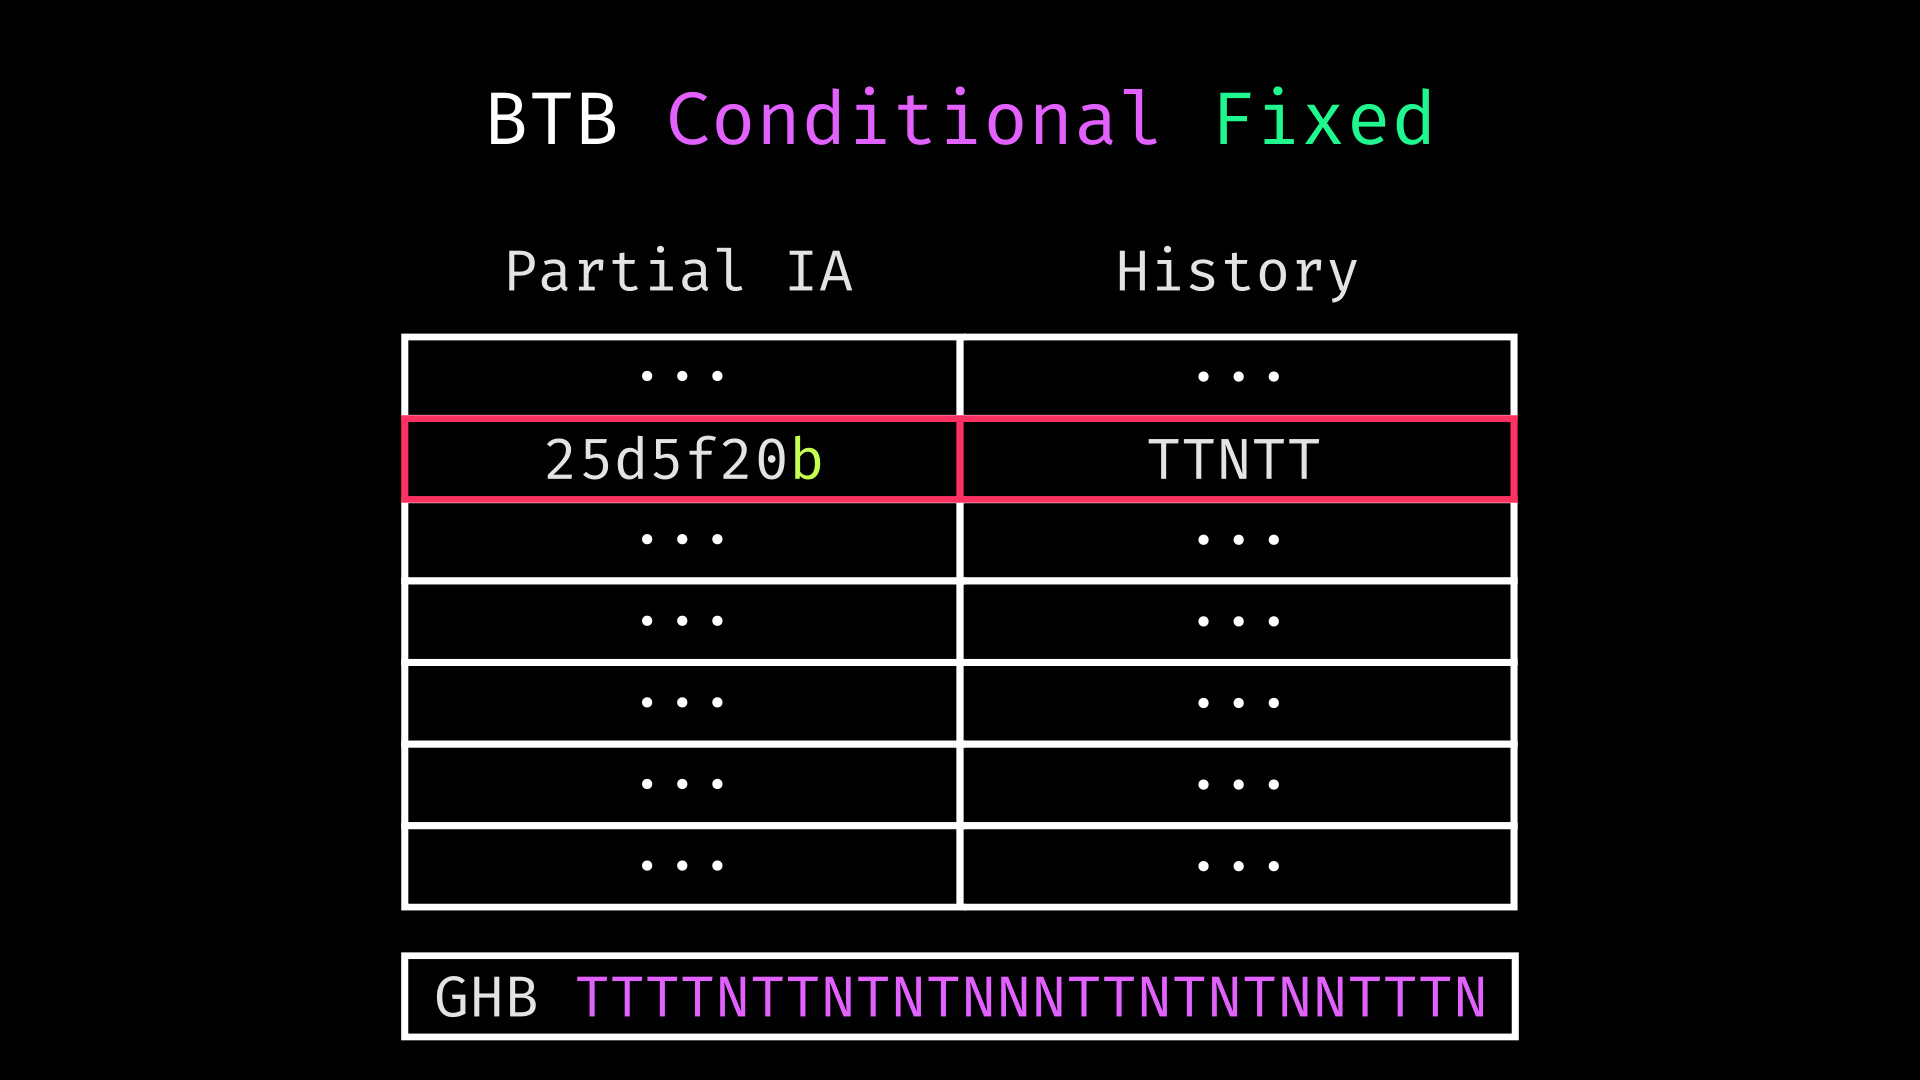 BTB Conditional Fixed
Partial IA History
... ...
25d5f20b TTNTT
... ...
... ...
... ...
... ...
... ...
GHB TTTTNTTNTNTNNNTTNTNTNNTTTN